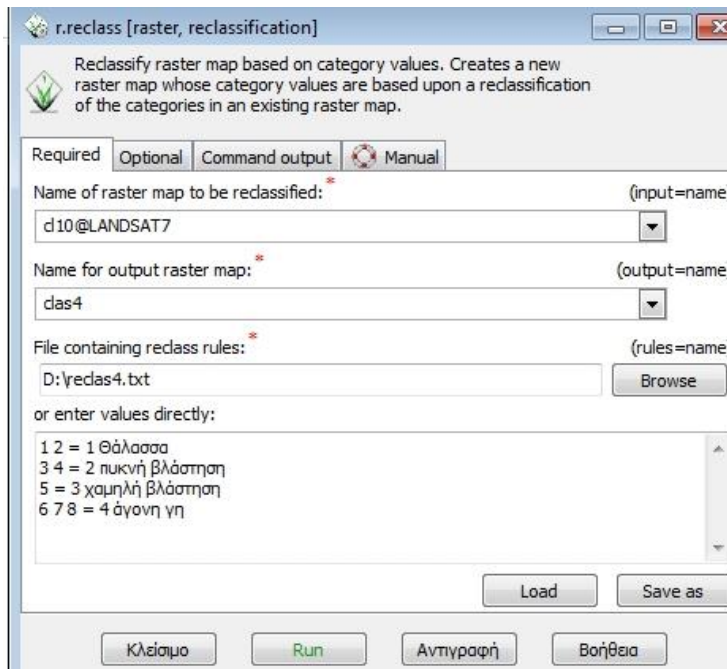 r.reclass [raster, reclassification]
Reclassify raster map based on category values. Creates a new
raster map whose category values are based upon a reclassification
of the categories in an existing raster map.
Required Optional Command output Manual
Name of raster map to be reclassified:* (input=name
cl10@LANDSAT7
Name for output raster map:* (output=name
clas4
File containing reclass rules:* (rules=name
D:\reclas4.txt Browse
or enter values directly:
1 2 = 1 Θάλασσα
3 4 = 2 πυκνή βλάστηση
5 = 3 χαμηλή βλάστηση
6 7 8 = 4 άγονη γη
Load Save as
Κλείσιμο Run Αντιγραφή Βοήθεια